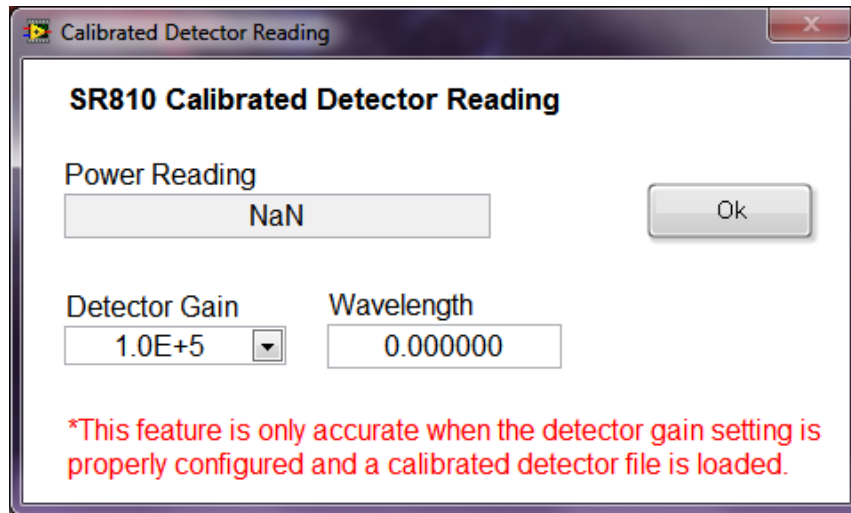 Calibrated Detector Reading
SR810 Calibrated Detector Reading
Power Reading
NaN
Ok
Detector Gain
Wavelength
1.0E+5
0.000000
*This feature is only accurate when the detector gain setting is
properly configured and a calibrated detector file is loaded.